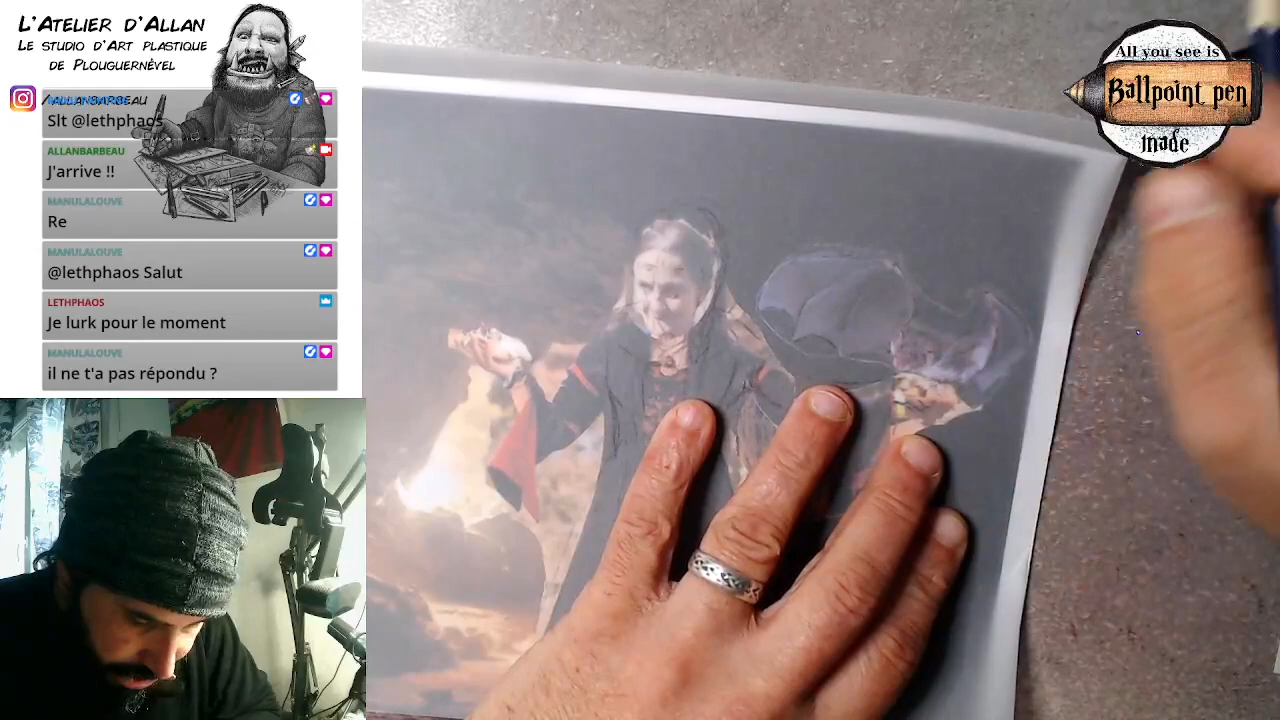 L'Atelier d'Allan
Le studio d'Art plastique
de Plouguernével
/ALLANBARBEAU
Slt @lethphaos
ALLANBARBEAU
J'arrive !!
MANULALOUVE
Re
MANULALOUVE
@lethphaos Salut
LETHPHAOS
Je lurk pour le moment
MANULALOUVE
il ne t'a pas répondu ?
All you see is
Ballpoint pen
made